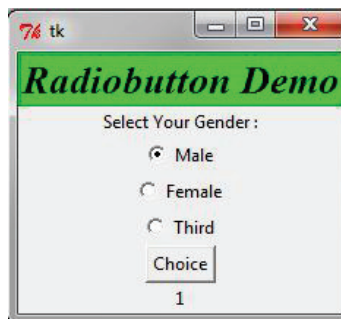 tk
Radiobutton Demo
Select Your Gender :
Male
Female
Third
Choice
1